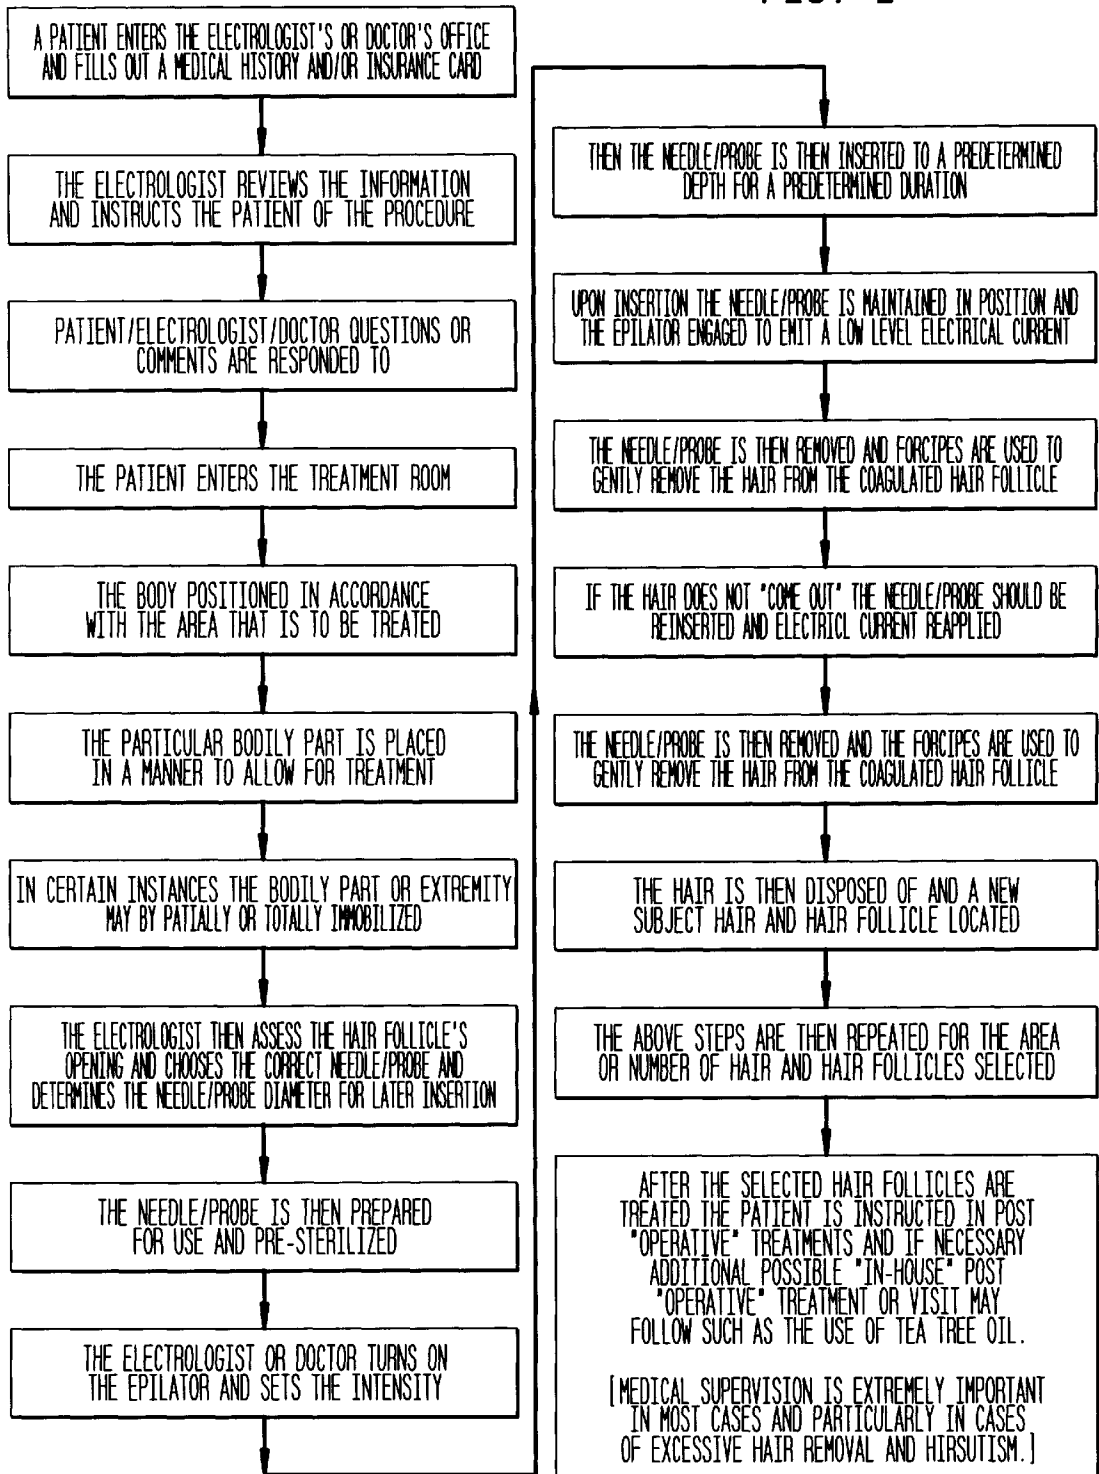 A PATIENT ENTERS THE ELECTROLOGIST'S OR DOCTOR'S OFFICE
AND FILLS OUT A MEDICAL HISTORY AND/OR INSURANCE CARD
THE ELECTROLOGIST REVIEWS THE INFORMATION
AND INSTRUCTS THE PATIENT OF THE PROCEDURE
PATIENT/ELECTROLOGIST/DOCTOR QUESTIONS OR
COMMENTS ARE RESPONDED TO
THE PATIENT ENTERS THE TREATMENT ROOM
THE BODY POSITIONED IN ACCORDANCE
WITH THE AREA THAT IS TO BE TREATED
THE PARTICULAR BODILY PART IS PLACED
IN A MANNER TO ALLOW FOR TREATMENT
IN CERTAIN INSTANCES THE BODILY PART OR EXTREMITY
MAY BY PATIALLY OR TOTALLY IMMOBILIZED
THE ELECTROLOGIST THEN ASSESS THE HAIR FOLLICLE'S
OPENING AND CHOOSES THE CORRECT NEEDLE/PROBE AND
DETERMINES THE NEEDLE/PROBE DIAMETER FOR LATER INSERTION
THE NEEDLE/PROBE IS THEN PREPARED
FOR USE AND PRE-STERILIZED
THE ELECTROLOGIST OR DOCTOR TURNS ON
THE EPILATOR AND SETS THE INTENSITY
THEN THE NEEDLE/PROBE IS THEN INSERTED TO A PREDETERMINED
DEPTH FOR A PREDETERMINED DURATION
UPON INSERTION THE NEEDLE/PROBE IS MAINTAINED IN POSITION AND
THE EPILATOR ENGAGED TO EMIT A LOW LEVEL ELECTRICAL CURRENT
THE NEEDLE/PROBE IS THEN REMOVED AND FORCIPES ARE USED TO
GENTLY REMOVE THE HAIR FROM THE COAGULATED HAIR FOLLICLE
IF THE HAIR DOES NOT "COME OUT" THE NEEDLE/PROBE SHOULD BE
REINSERTED AND ELECTRICL CURRENT REAPPLIED
THE NEEDLE/PROBE IS THEN REMOVED AND THE FORCIPES ARE USED TO
GENTLY REMOVE THE HAIR FROM THE COAGULATED HAIR FOLLICLE
THE HAIR IS THEN DISPOSED OF AND A NEW
SUBJECT HAIR AND HAIR FOLLICLE LOCATED
THE ABOVE STEPS ARE THEN REPEATED FOR THE AREA
OR NUMBER OF HAIR AND HAIR FOLLICLES SELECTED
AFTER THE SELECTED HAIR FOLLICLES ARE
TREATED THE PATIENT IS INSTRUCTED IN POST
"OPERATIVE" TREATMENTS AND IF NECESSARY
ADDITIONAL POSSIBLE "IN-HOUSE" POST
"OPERATIVE" TREATMENT OR VISIT MAY
FOLLOW SUCH AS THE USE OF TEA TREE OIL.
[MEDICAL SUPERVISION IS EXTREMELY IMPORTANT
IN MOST CASES AND PARTICULARLY IN CASES
OF EXCESSIVE HAIR REMOVAL AND HIRSUTISM.]